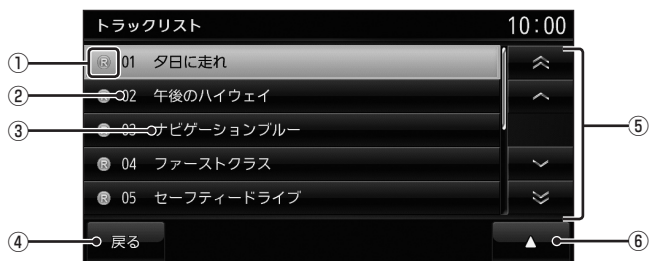 トラックリスト 10:00
① Ⓡ 01 夕日に走れ
② Ⓡ 02 午後のハイウェイ
③ Ⓡ 03 ナビゲーションブルー ⑤
Ⓡ 04 ファーストクラス
Ⓡ 05 セーフティードライブ
④ 戻る ▲ ⑥